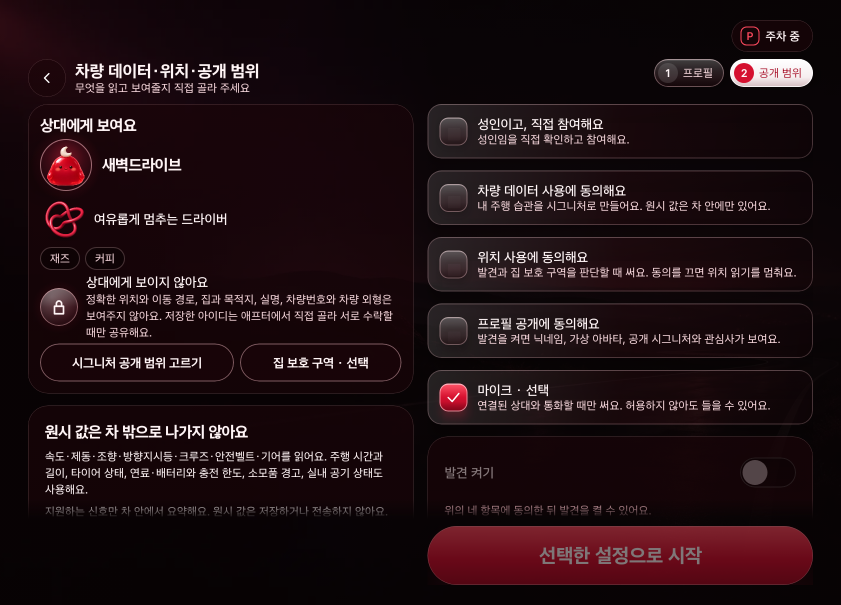 P 주차 중
차량 데이터·위치·공개 범위
무엇을 읽고 보여줄지 직접 골라 주세요
1 프로필
2 공개 범위
상대에게 보여요
새벽드라이브
여유롭게 멈추는 드라이버
재즈
커피
상대에게 보이지 않아요
정확한 위치와 이동 경로, 집과 목적지, 실명, 차량번호와 차량 외형은
보여주지 않아요. 저장한 아이디는 애프터에서 직접 골라 서로 수락할
때만 공유해요.
시그니처 공개 범위 고르기
집 보호 구역 · 선택
원시 값은 차 밖으로 나가지 않아요
속도·제동·조향·방향지시등·크루즈·안전벨트·기어를 읽어요. 주행 시간과
길이, 타이어 상태, 연료·배터리와 충전 한도, 소모품 경고, 실내 공기 상태도
사용해요.
지원하는 신호만 차 안에서 요약해요. 원시 값은 저장하거나 전송하지 않아요.
성인이고, 직접 참여해요
성인임을 직접 확인하고 참여해요.
차량 데이터 사용에 동의해요
내 주행 습관을 시그니처로 만들어요. 원시 값은 차 안에만 있어요.
위치 사용에 동의해요
발견과 집 보호 구역을 판단할 때 써요. 동의를 끄면 위치 읽기를 멈춰요.
프로필 공개에 동의해요
발견을 켜면 닉네임, 가상 아바타, 공개 시그니처와 관심사가 보여요.
마이크 · 선택
연결된 상대와 통화할 때만 써요. 허용하지 않아도 들을 수 있어요.
발견 켜기
위의 네 항목에 동의한 뒤 발견을 켤 수 있어요.
선택한 설정으로 시작